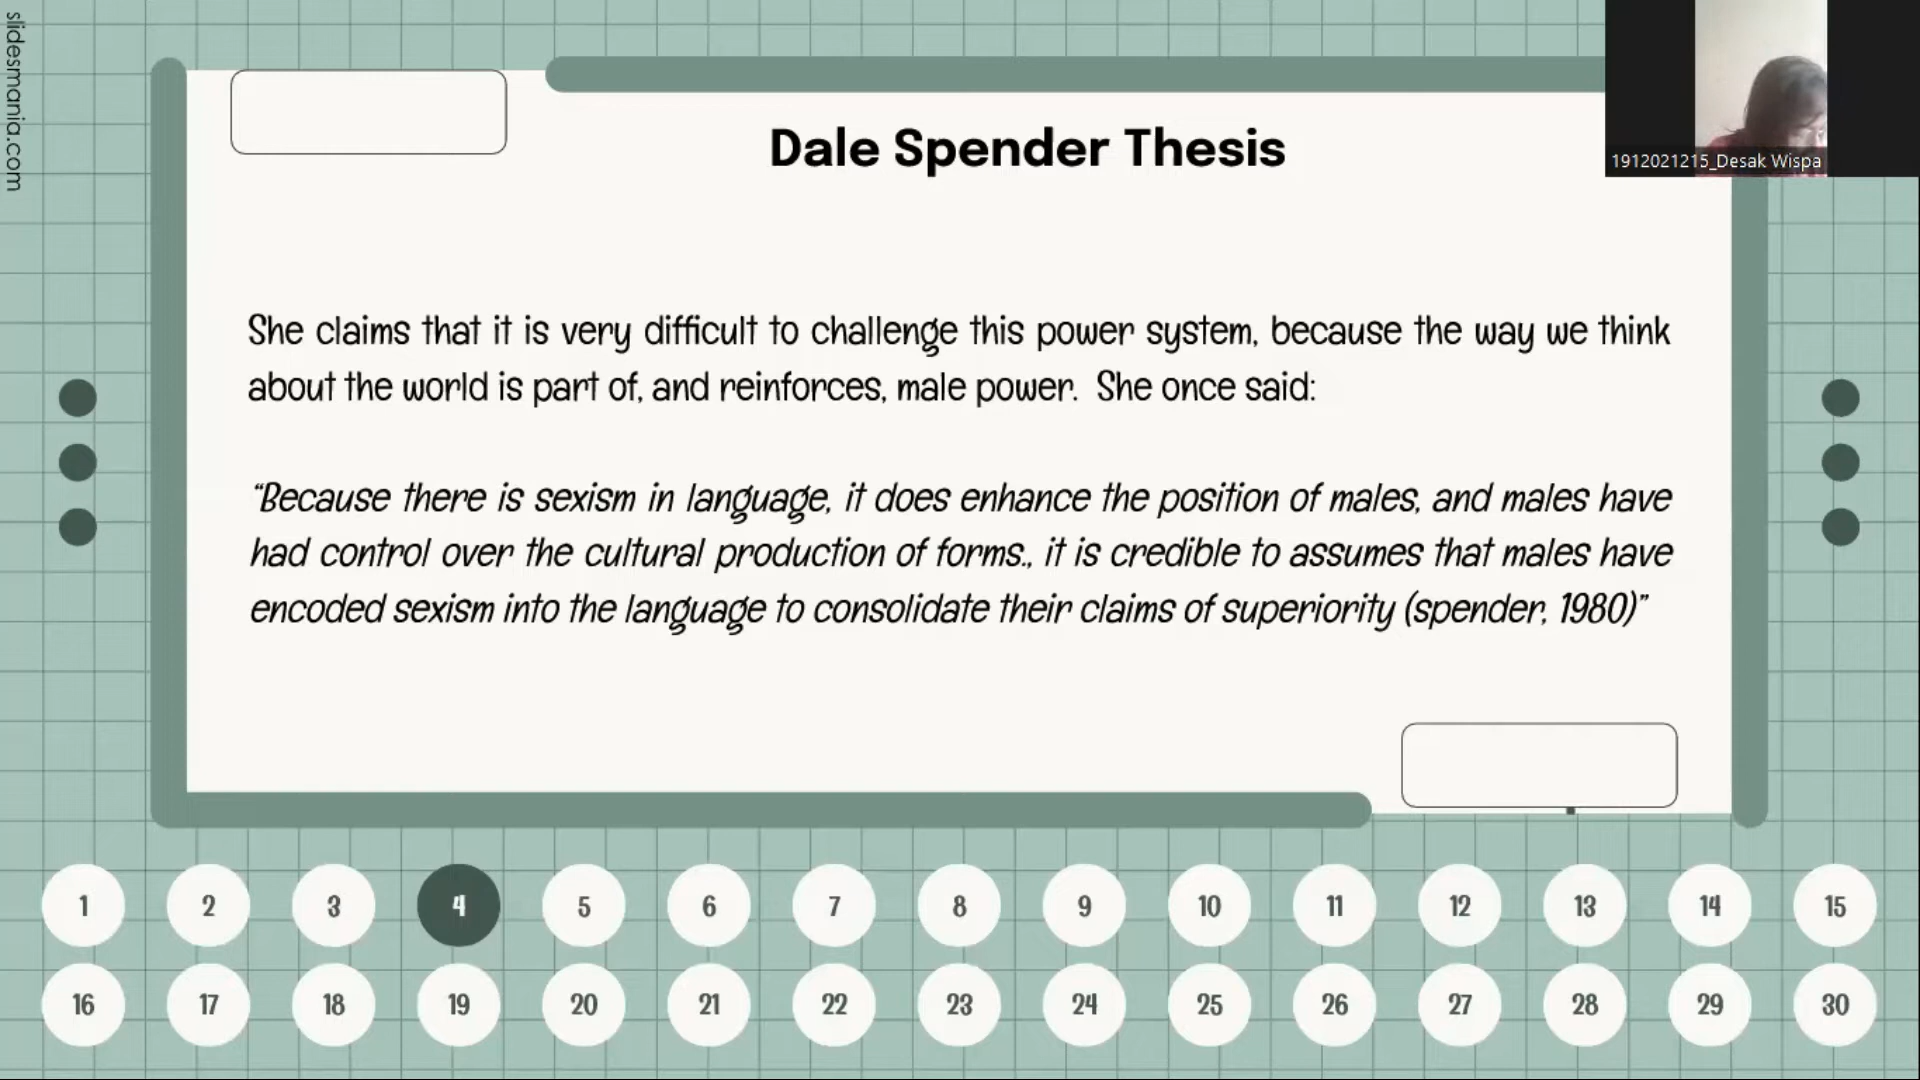 slidesmania.com
Dale Spender Thesis
1912021215_Desak Wispa
She claims that it is very difficult to challenge this power system, because the way we think
about the world is part of, and reinforces, male power. She once said:
“Because there is sexism in language, it does enhance the position of males, and males have
had control over the cultural production of forms., it is credible to assumes that males have
encoded sexism into the language to consolidate their claims of superiority (spender, 1980)”
1 2 3 4 5 6 7 8 9 10 11 12 13 14 15
16 17 18 19 20 21 22 23 24 25 26 27 28 29 30